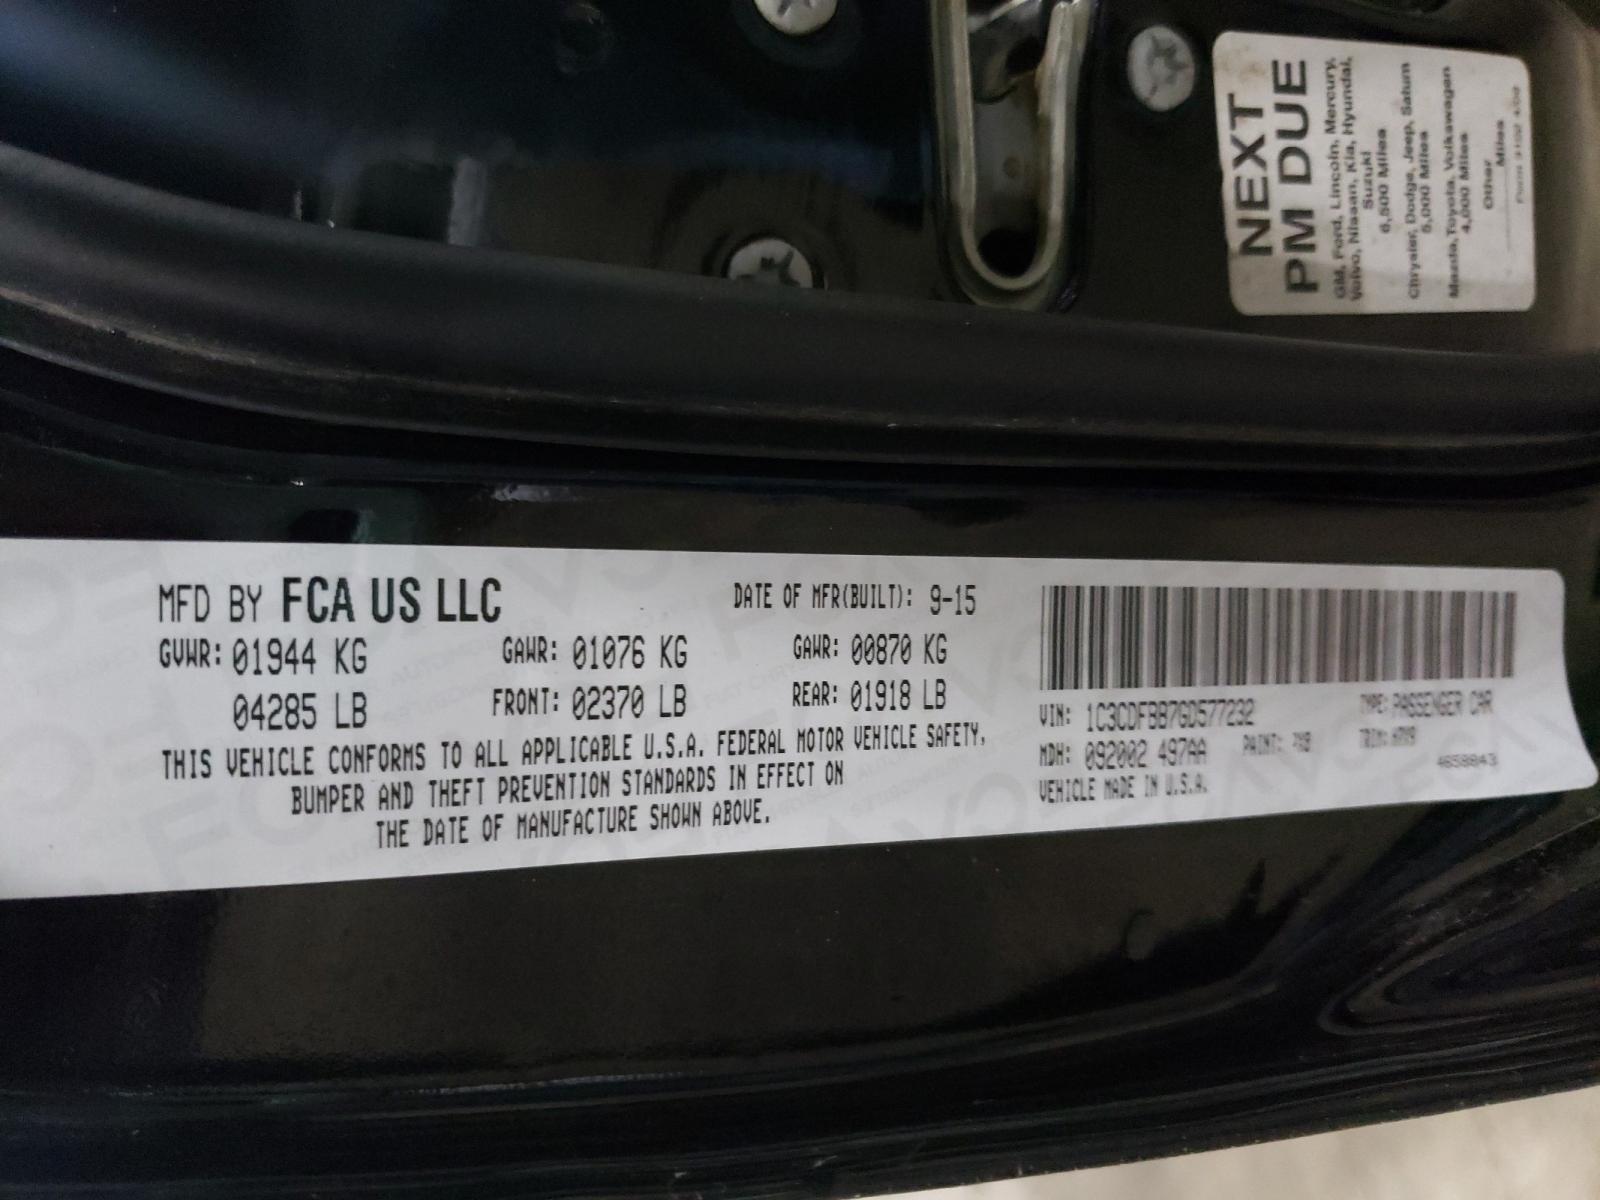 NEXT
PM DUE
GM, Ford, Lincoln, Mercury,
Volvo, Nissan, Kia, Hyundai,
Suzuki
6,500 Miles
Chrysler, Dodge, Jeep, Saturn
5,000 Miles
Mazda, Toyota, Volkswagen
4,000 Miles
Other
Miles
MFD BY FCA US LLC
DATE OF MFR(BUILT): 9-15
GVWR: 01944 KG GAWR: 01076 KG GAWR: 00870 KG
04285 LB FRONT: 02370 LB REAR: 01918 LB
THIS VEHICLE CONFORMS TO ALL APPLICABLE U.S.A. FEDERAL MOTOR VEHICLE SAFETY,
BUMPER AND THEFT PREVENTION STANDARDS IN EFFECT ON
THE DATE OF MANUFACTURE SHOWN ABOVE.
VIN: 1C3CDFBB7GD577232 TYPE: PASSENGER CAR
MDH: 092002 497AA PAINT: TRIM:
4658843
VEHICLE MADE IN U.S.A.